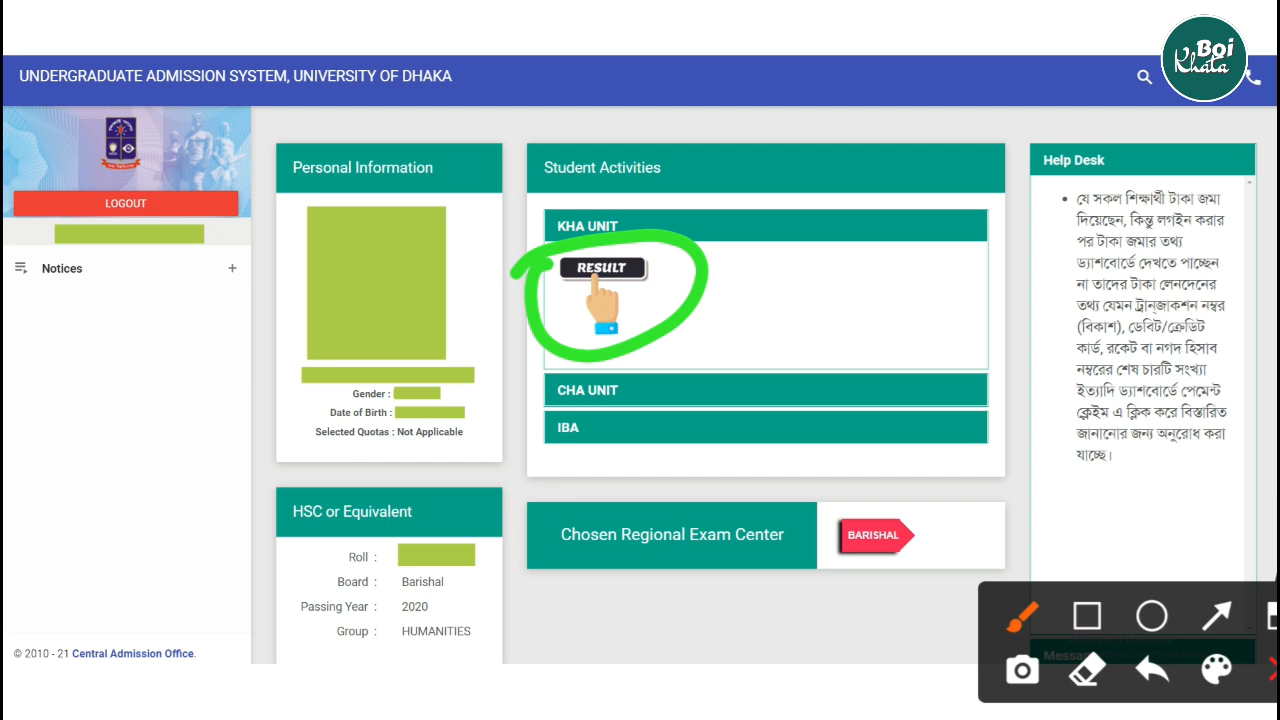 Boi
Khata
UNDERGRADUATE ADMISSION SYSTEM, UNIVERSITY OF DHAKA
LOGOUT
Notices
© 2010 - 21 Central Admission Office.
Personal Information
Gender :
Date of Birth :
Selected Quotas : Not Applicable
HSC or Equivalent
Roll :
Board : Barishal
Passing Year : 2020
Group : HUMANITIES
Student Activities
KHA UNIT
RESULT
CHA UNIT
IBA
Chosen Regional Exam Center
BARISHAL
Help Desk
যে সকল শিক্ষার্থী টাকা জমা
দিয়েছেন, কিন্তু লগইন করার
পর টাকা জমার তথ্য
ড্যাশবোর্ডে দেখতে পাচ্ছেন
না তাদের টাকা লেনদেনের
তথ্য যেমন ট্রান্জাকশন নম্বর
(বিকাশ), ডেবিট/ক্রেডিট
কার্ড, রকেট বা নগদ হিসাব
নম্বরের শেষ চারটি সংখ্যা
ইত্যাদি ড্যাশবোর্ডে পেমেন্ট
ক্লেইম এ ক্লিক করে বিস্তারিত
জানানোর জন্য অনুরোধ করা
যাচ্ছে।